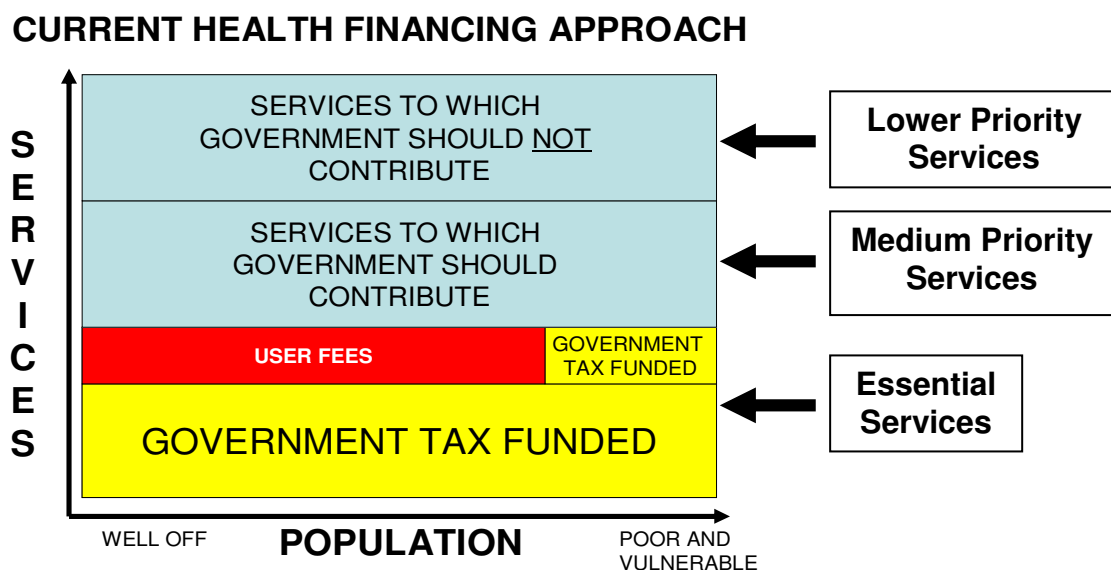 CURRENT HEALTH FINANCING APPROACH
SERVICES
SERVICES TO WHICH
GOVERNMENT SHOULD NOT
CONTRIBUTE
Lower Priority
Services
SERVICES TO WHICH
GOVERNMENT SHOULD
CONTRIBUTE
Medium Priority
Services
USER FEES
GOVERNMENT
TAX FUNDED
GOVERNMENT TAX FUNDED
Essential
Services
WELL OFF
POPULATION
POOR AND
VULNERABLE